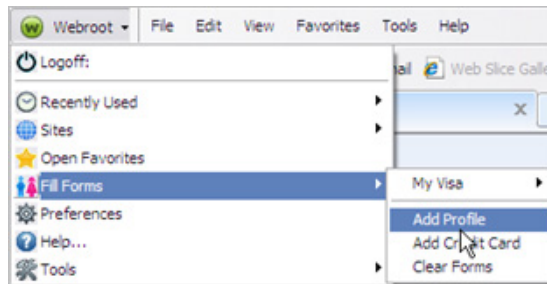 Webroot File Edit View Favorites Tools Help
Logoff:
ail Web Slice Galle
Recently Used
Sites
Open Favorites
Fill Forms
My Visa
Preferences
Add Profile
Help...
Add Credit Card
Tools
Clear Forms